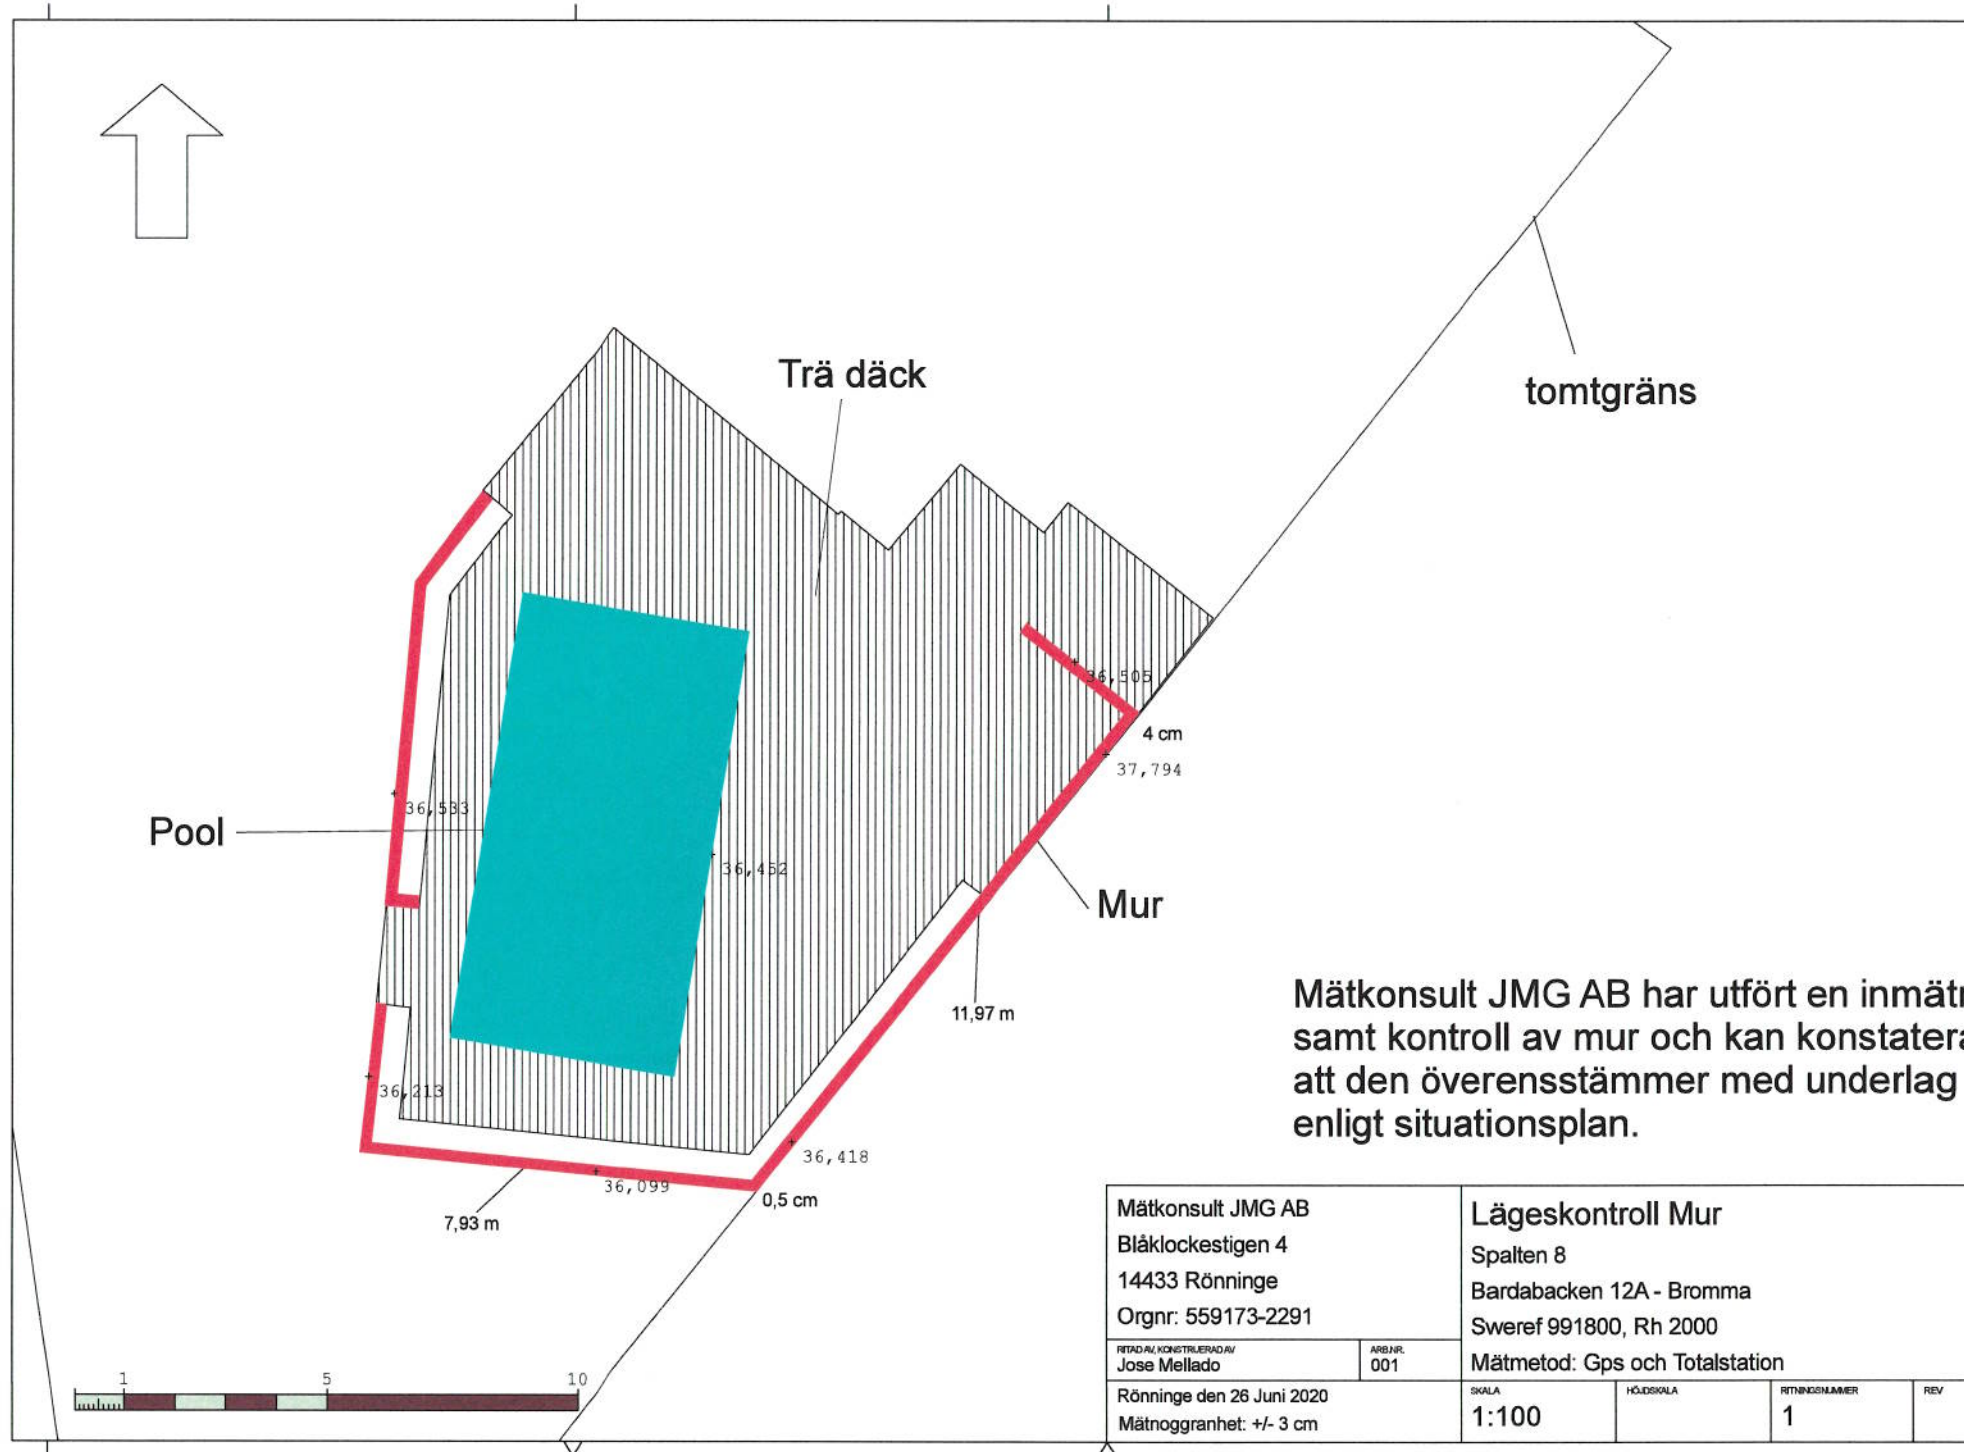 Trä däck
tomtgräns
36,505
4 cm
37,794
36,533
Pool
36,452
Mur
11,97 m
Mätkonsult JMG AB har utfört en
samt kontroll av mur och kan
att den överensstämmer med underlag
enligt situationsplan.
36,213
36,418
36,099
0,5 cm
7,93 m
1 5 10
Mätkonsult JMG AB
Blåklockestigen 4
14433 Rönninge
Orgnr: 559173-2291
RITAD AV, KONSTRUERAD AV
Jose Mellado
ARB.NR.
001
Rönninge den 26 Juni 2020
Mätnoggranhet: +/- 3 cm
Lägeskontroll Mur
Spalten 8
Bardabacken 12A - Bromma
Sweref 991800, Rh 2000
Mätmetod: Gps och Totalstation
SKALA
1:100
HÖJDSKALA
RITNINGSNUMMER
1
REV